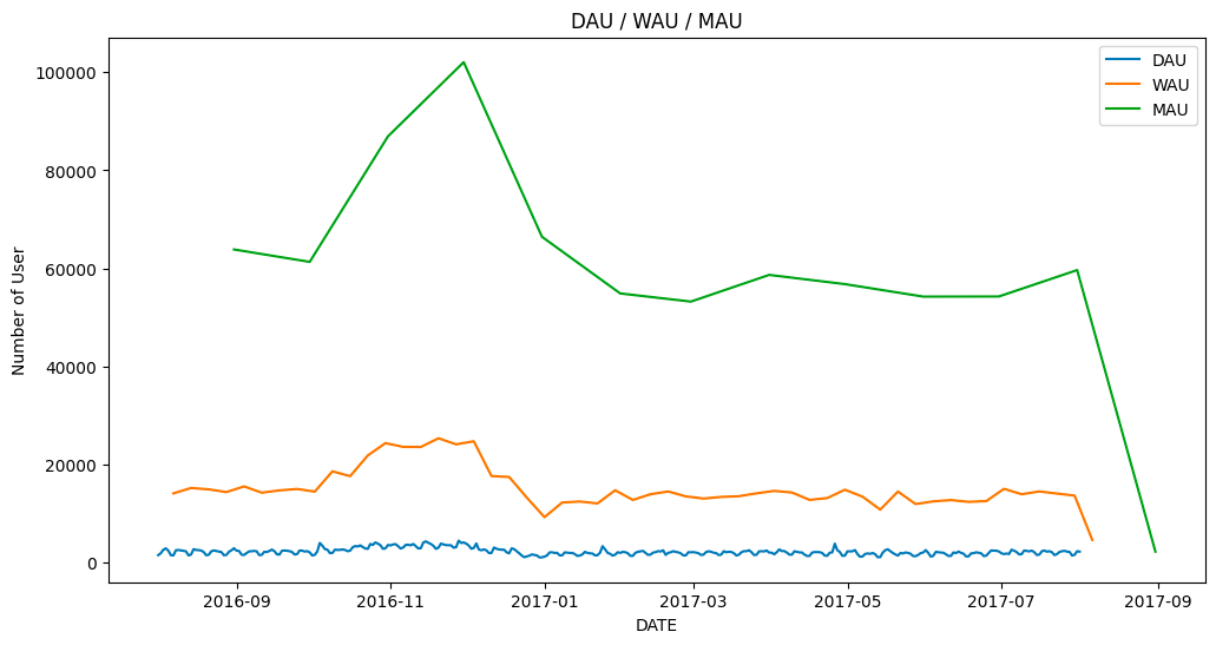 DAU / WAU / MAU
DAU
WAU
MAU
100000
80000
60000
40000
20000
0
Number of User
2016-09 2016-11 2017-01 2017-03 2017-05 2017-07 2017-09
DATE